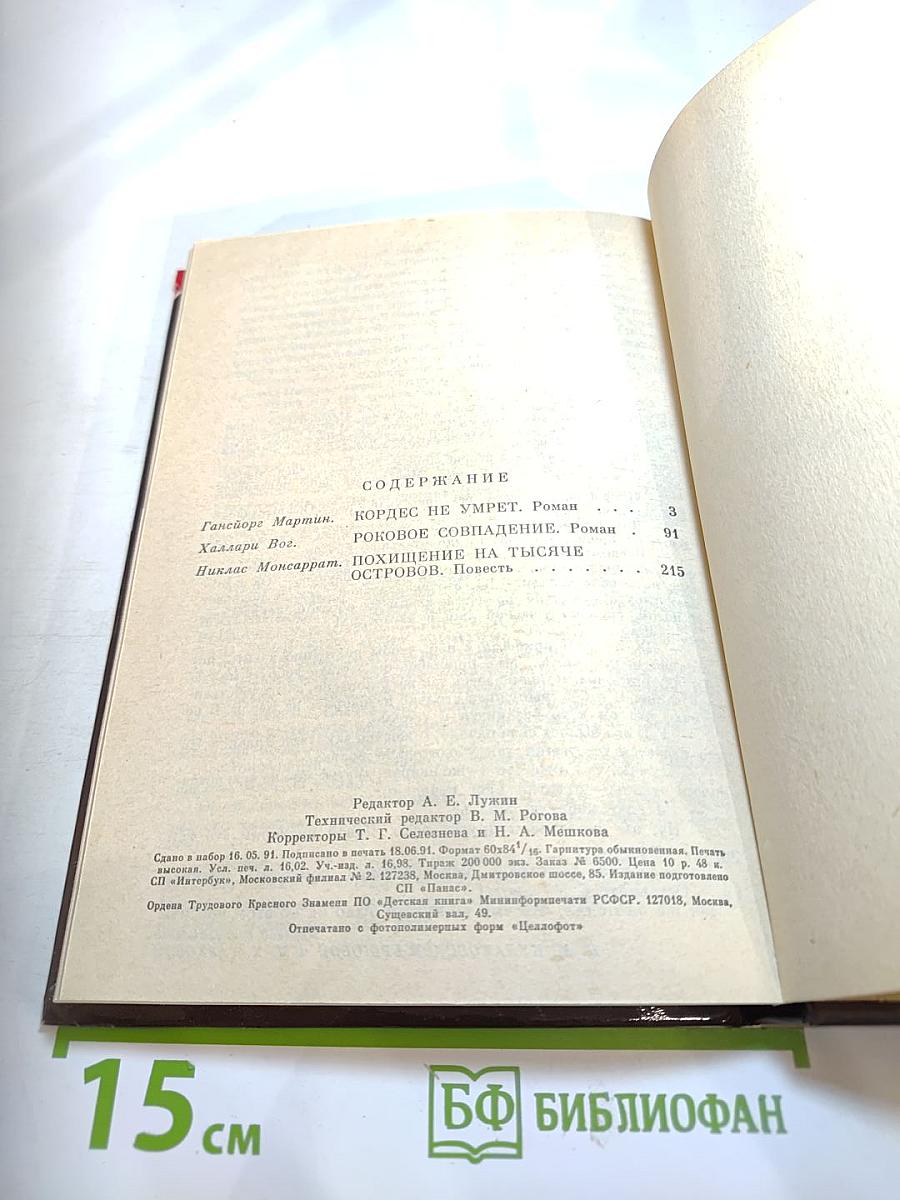 СОДЕРЖАНИЕ
Гансйорг Мартин. КОРДЕС НЕ УМРЕТ. Роман . . . 3
Халлари Вог. РОКОВОЕ СОВПАДЕНИЕ. Роман . 91
Никлас Монсаррат. ПОХИЩЕНИЕ НА ТЫСЯЧЕ
ОСТРОВОВ. Повесть . . . . . . . 215
Редактор А. Е. Лужин
Технический редактор В. М. Рогова
Корректоры Т. Г. Селезнева и Н. А. Мешкова
Сдано в набор 16. 05. 91. Подписано в печать 18.06.91. Формат 60х84 1/16. Гарнитура обыкновенная. Печать
высокая. Усл. печ. л. 16,02. Уч.-изд. л. 16,98. Тираж 200 000 экз. Заказ № 6500. Цена 10 р. 48 к.
СП «Интербук», Московский филиал № 2. 127238, Москва, Дмитровское шоссе, 85. Издание подготовлено
СП «Панас».
Ордена Трудового Красного Знамени ПО «Детская книга» Мининформпечати РСФСР. 127018, Москва,
Сущевский вал, 49.
Отпечатано с фотополимерных форм «Целлофот»
15 см
БФ БИБЛИОФАН